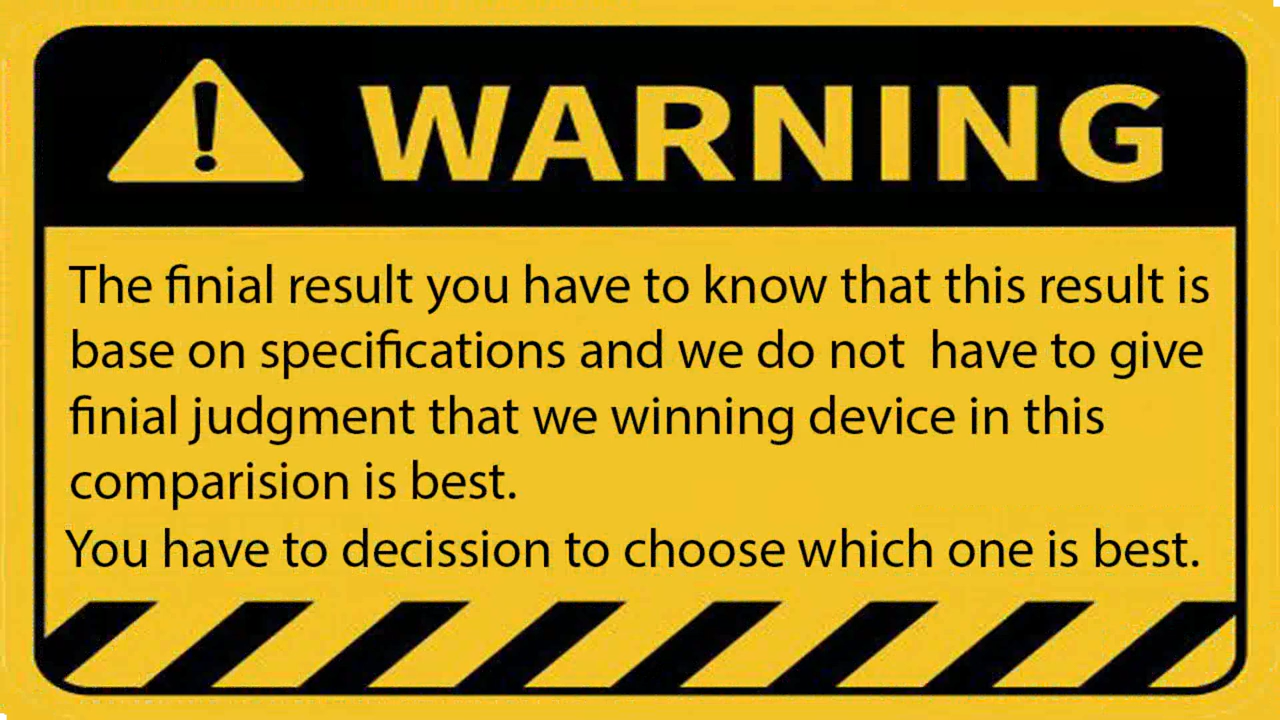 WARNING
The finial result you have to know that this result is
base on specifications and we do not have to give
finial judgment that we winning device in this
comparision is best.
You have to decission to choose which one is best.